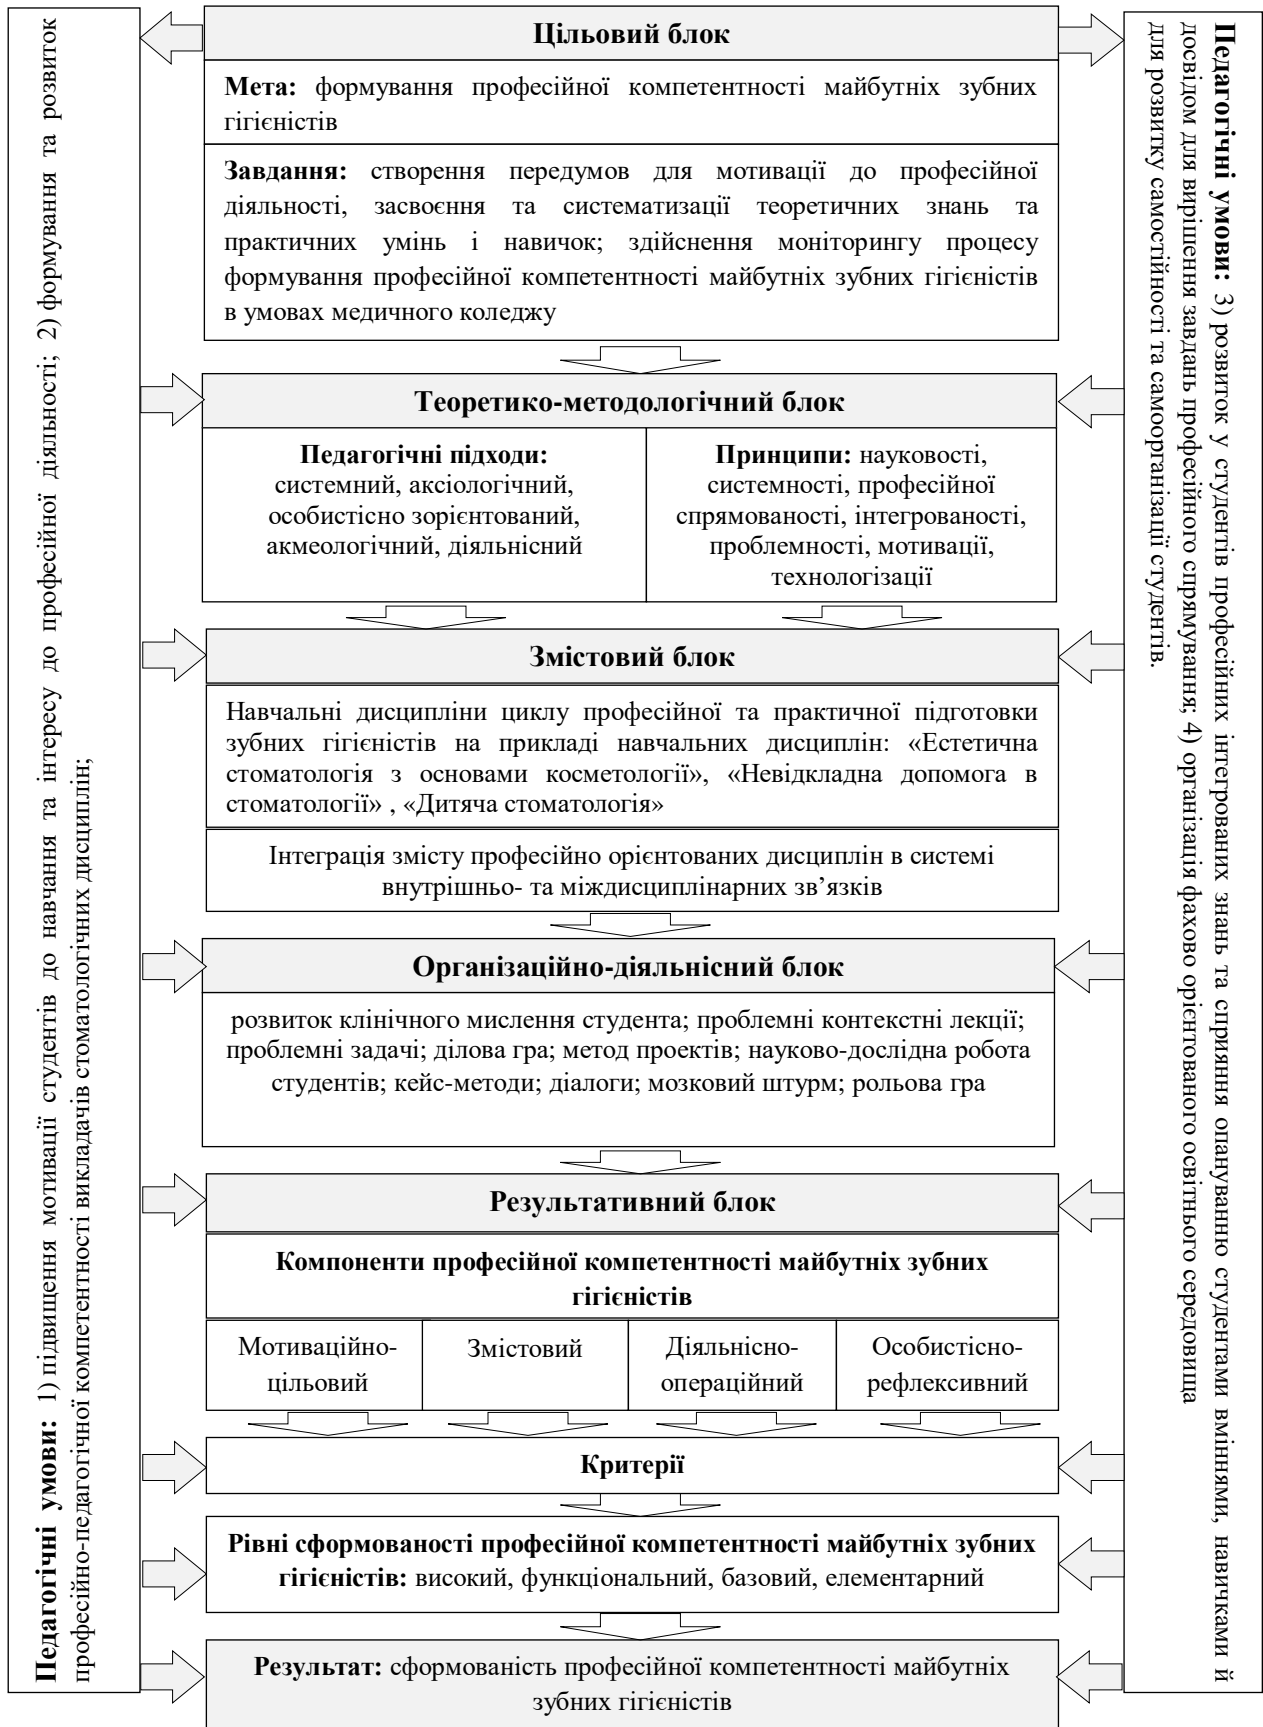 Педагогічні умови: 1) підвищення мотивації студентів до навчання та інтересу до професійної діяльності; 2) формування та розвиток
професійно-педагогічної компетентності викладачів стоматологічних дисциплін;
Цільовий блок
Мета: формування професійної компетентності майбутніх зубних
гігієністів
Завдання: створення передумов для мотивації до професійної
діяльності, засвоєння та систематизації теоретичних знань та
практичних умінь і навичок; здійснення моніторингу процесу
формування професійної компетентності майбутніх зубних гігієністів
в умовах медичного коледжу
Теоретико-методологічний блок
Педагогічні підходи:
системний, аксіологічний,
особистісно зорієнтований,
акмеологічний, діяльнісний
Принципи: науковості,
системності, професійної
спрямованості, інтегрованості,
проблемності, мотивації,
технологізації
Змістовий блок
Навчальні дисципліни циклу професійної та практичної підготовки
зубних гігієністів на прикладі навчальних дисциплін: «Естетична
стоматологія з основами косметології», «Невідкладна допомога в
стоматології» , «Дитяча стоматологія»
Інтеграція змісту професійно орієнтованих дисциплін в системі
внутрішньо- та міждисциплінарних зв’язків
Організаційно-діяльнісний блок
розвиток клінічного мислення студента; проблемні контекстні лекції;
проблемні задачі; ділова гра; метод проектів; науково-дослідна робота
студентів; кейс-методи; діалоги; мозковий штурм; рольова гра
Результативний блок
Компоненти професійної компетентності майбутніх зубних
гігієністів
Мотиваційно-
цільовий
Змістовий
Діяльнісно-
операційний
Особистісно-
рефлексивний
Критерії
Рівні сформованості професійної компетентності майбутніх зубних
гігієністів: високий, функціональний, базовий, елементарний
Результат: сформованість професійної компетентності майбутніх
зубних гігієністів
Педагогічні умови: 3) розвиток у студентів професійних інтегрованих знань та сприяння опануванню студентами вміннями, навичками й
досвідом для вирішення завдань професійного спрямування; 4) організація фахово орієнтованого освітнього середовища
для розвитку самостійності та самоорганізації студентів.